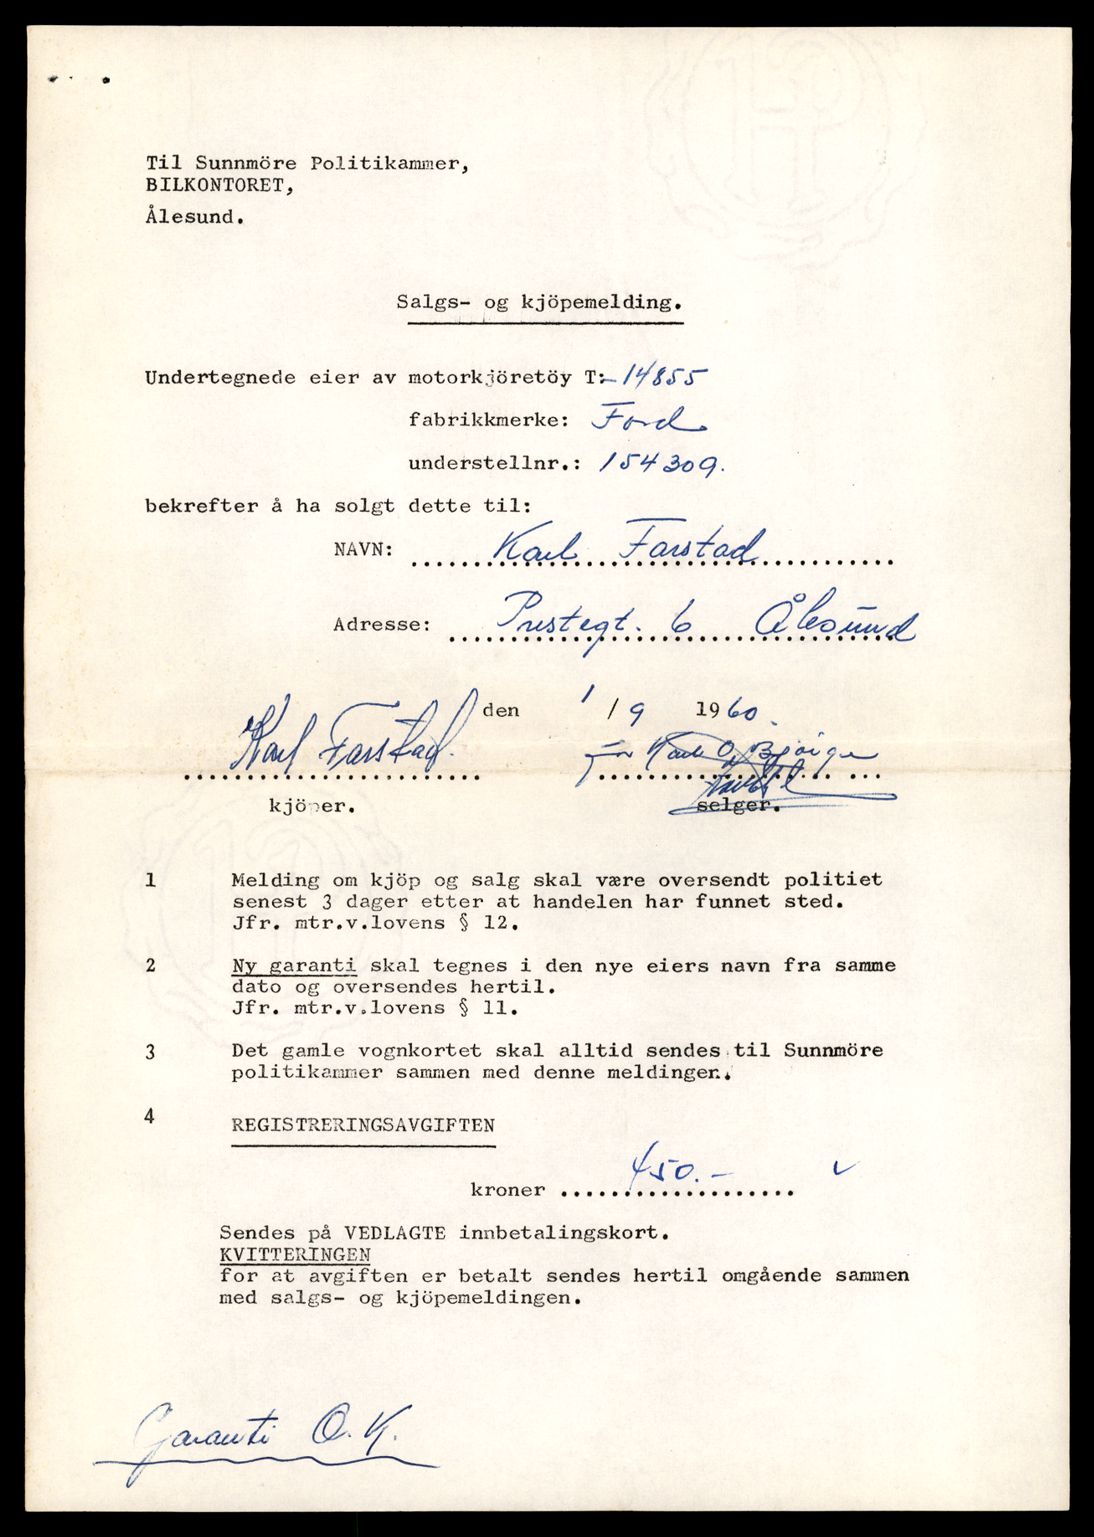 Til Sunnmöre Politikammer,
BILKONTORET,
Ålesund.
Salgs- og kjöpemelding.
Undertegnede eier av motorkjöretöy T:- 14855
fabrikkmerke: Ford
understellnr.: 154309.
bekrefter å ha solgt dette til:
NAVN: Karl Farstad
Adresse: Prestegt. 6 Ålesund
den 1/9 1960.
Karl Farstad. for Karl O. Bjørge
kjöper. selger.
1 Melding om kjöp og salg skal være oversendt politiet
senest 3 dager etter at handelen har funnet sted.
Jfr. mtr.v.lovens § 12.
2 Ny garanti skal tegnes i den nye eiers navn fra samme
dato og oversendes hertil.
Jfr. mtr.v.lovens § 11.
3 Det gamle vognkortet skal alltid sendes til Sunnmöre
politikammer sammen med denne meldingen.
4 REGISTRERINGSAVGIFTEN
kroner 450.-
Sendes på VEDLAGTE innbetalingskort.
KVITTERINGEN
for at avgiften er betalt sendes hertil omgående sammen
med salgs- og kjöpemeldingen.
Garanti O.K.